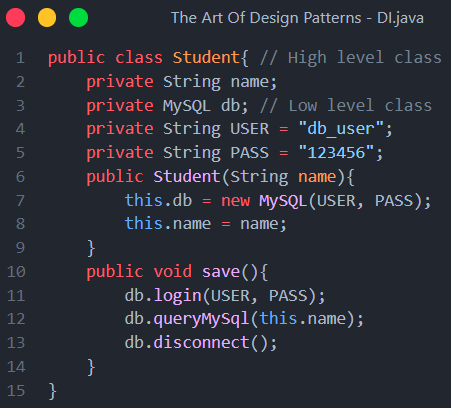 The Art Of Design Patterns - DI.java
1 public class Student{ // High level class
2     private String name;
3     private MySQL db; // Low level class
4     private String USER = "db_user";
5     private String PASS = "123456";
6     public Student(String name){
7         this.db = new MySQL(USER, PASS);
8         this.name = name;
9     }
10     public void save(){
11         db.login(USER, PASS);
12         db.queryMySql(this.name);
13         db.disconnect();
14     }
15 }